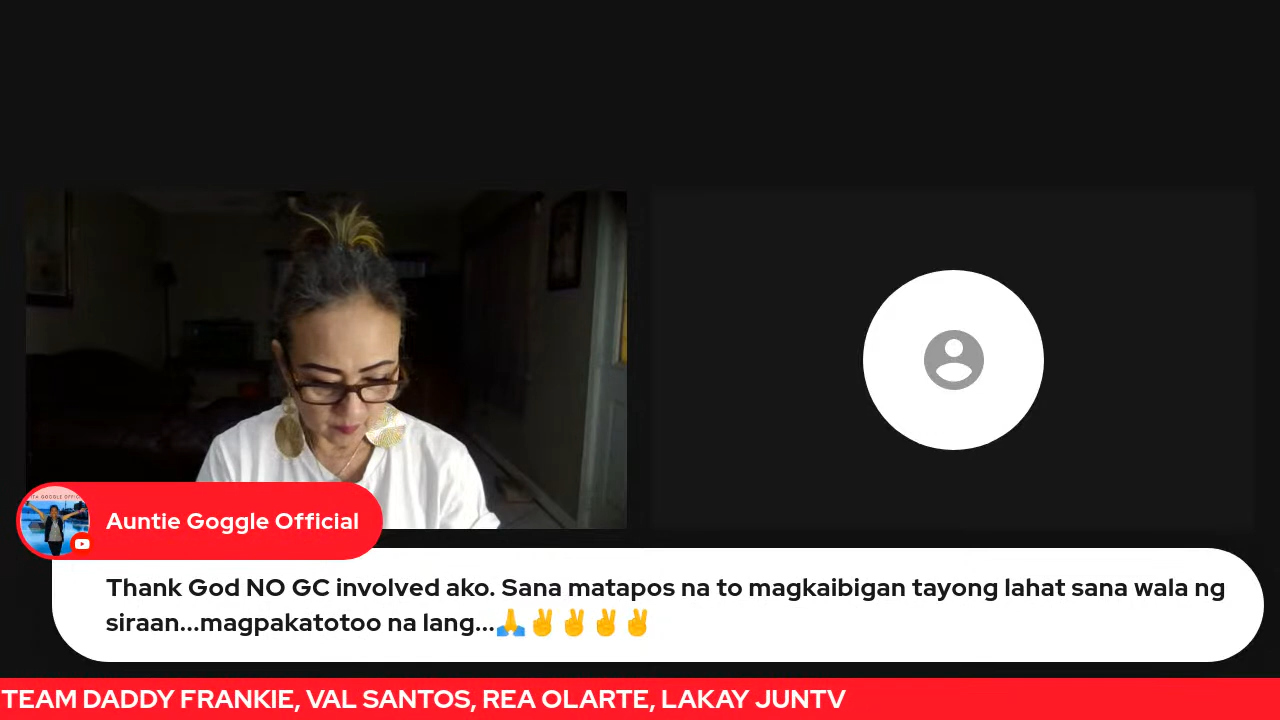 Auntie Goggle Official
Thank God NO GC involved ako. Sana matapos na to magkaibigan tayong lahat sana wala ng
siraan...magpakatotoo na lang...🙏✌✌✌✌
TEAM DADDY FRANKIE, VAL SANTOS, REA OLARTE, LAKAY JUNTV